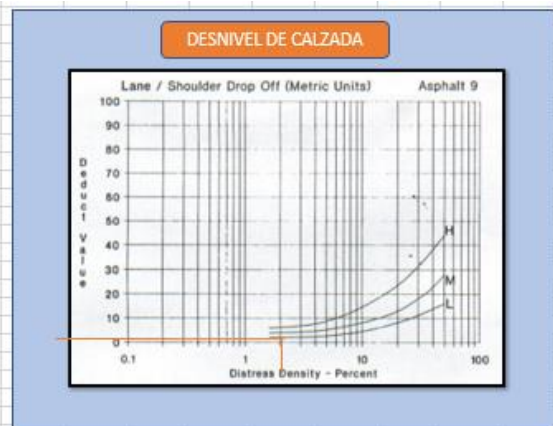 DESNIVEL DE CALZADA
Lane / Shoulder Drop Off (Metric Units) Asphalt 9
100
90
80
70
60
50
40
30
20
10
0
Deduct Value
H
M
L
0.1 1 10 100
Distress Density - Percent